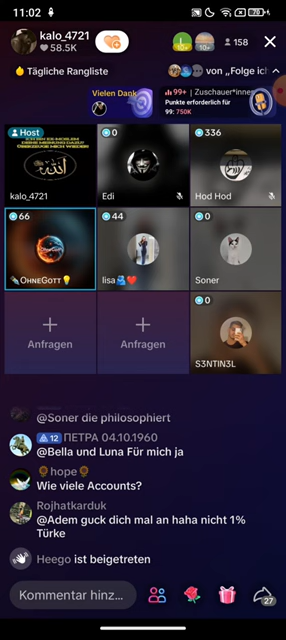 11:02
70
kalo_4721
58.5K
10+
158
Tägliche Rangliste
von „Folge ich
Vielen Dank
99+ | Zuschauer*innen
Punkte erforderlich für
99: 750K
Host
kalo_4721
0
Edi
336
Hod Hod
66
OHNEGOTT
44
lisa
0
Soner
Anfragen
Anfragen
0
S3NTIN3L
@Soner die philosophiert
12 ΠΕΤΡΑ 04.10.1960
@Bella und Luna Für mich ja
hope
Wie viele Accounts?
Rojhatkarduk
@Adem guck dich mal an haha nicht 1%
Türke
Heego ist beigetreten
Kommentar hinz...
27